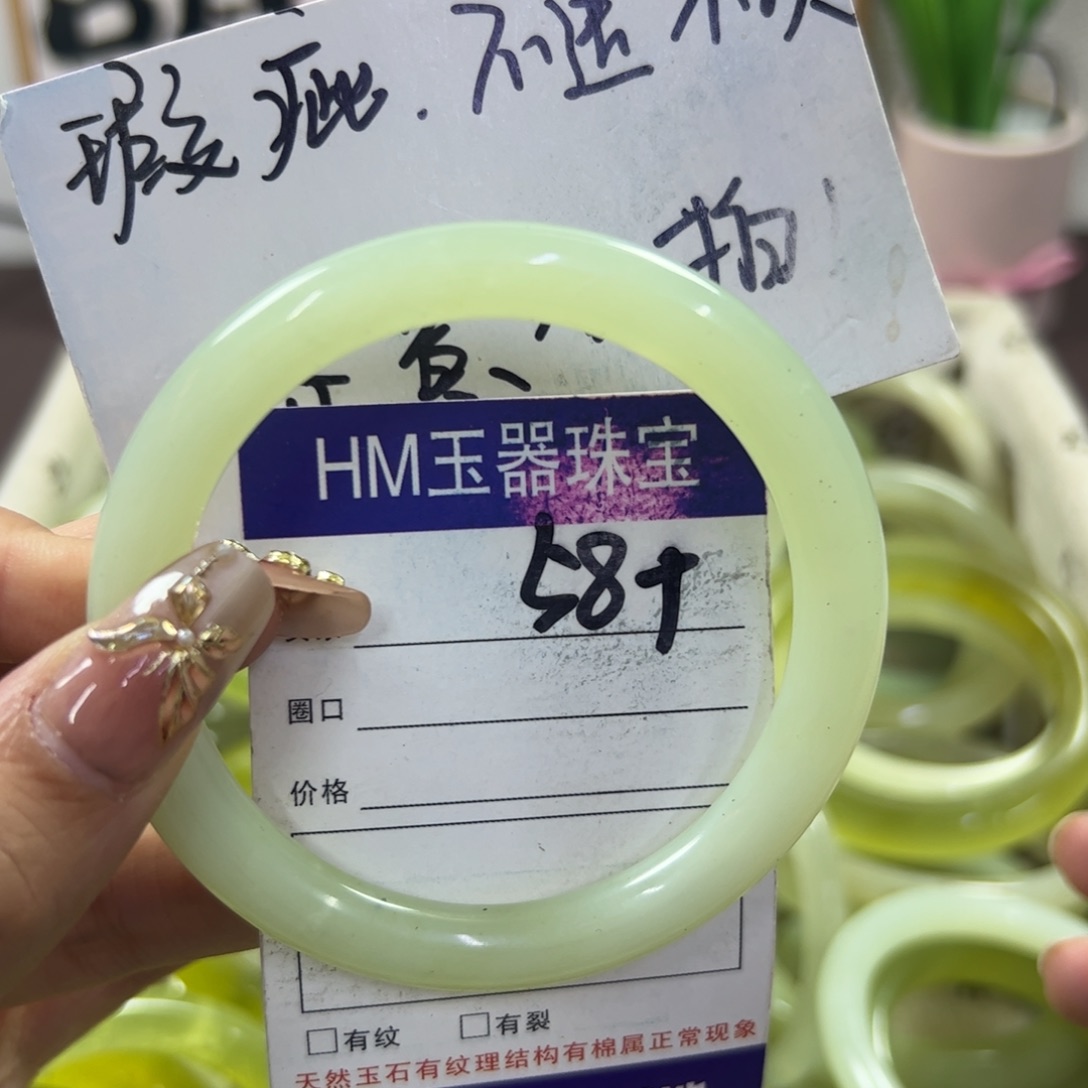 瑕疵.不退不
拍
HM玉器珠宝
58+
圈口
价格
有纹 有裂
天然玉石有纹理结构有棉属正常现象